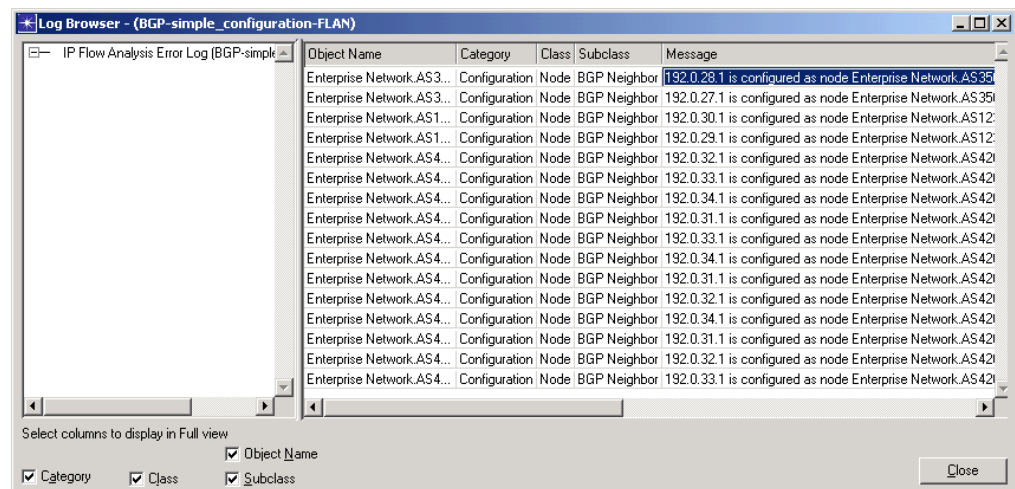 Log Browser - (BGP-simple_configuration-FLAN)
IP Flow Analysis Error Log (BGP-simple
Object Name Category Class Subclass Message
Enterprise Network.AS3... Configuration Node BGP Neighbor 192.0.28.1 is configured as node Enterprise Network.AS35
Enterprise Network.AS3... Configuration Node BGP Neighbor 192.0.27.1 is configured as node Enterprise Network.AS35
Enterprise Network.AS1... Configuration Node BGP Neighbor 192.0.30.1 is configured as node Enterprise Network.AS12
Enterprise Network.AS1... Configuration Node BGP Neighbor 192.0.29.1 is configured as node Enterprise Network.AS12
Enterprise Network.AS4... Configuration Node BGP Neighbor 192.0.32.1 is configured as node Enterprise Network.AS42
Enterprise Network.AS4... Configuration Node BGP Neighbor 192.0.33.1 is configured as node Enterprise Network.AS42
Enterprise Network.AS4... Configuration Node BGP Neighbor 192.0.34.1 is configured as node Enterprise Network.AS42
Enterprise Network.AS4... Configuration Node BGP Neighbor 192.0.31.1 is configured as node Enterprise Network.AS42
Enterprise Network.AS4... Configuration Node BGP Neighbor 192.0.33.1 is configured as node Enterprise Network.AS42
Enterprise Network.AS4... Configuration Node BGP Neighbor 192.0.34.1 is configured as node Enterprise Network.AS42
Enterprise Network.AS4... Configuration Node BGP Neighbor 192.0.31.1 is configured as node Enterprise Network.AS42
Enterprise Network.AS4... Configuration Node BGP Neighbor 192.0.32.1 is configured as node Enterprise Network.AS42
Enterprise Network.AS4... Configuration Node BGP Neighbor 192.0.34.1 is configured as node Enterprise Network.AS42
Enterprise Network.AS4... Configuration Node BGP Neighbor 192.0.31.1 is configured as node Enterprise Network.AS42
Enterprise Network.AS4... Configuration Node BGP Neighbor 192.0.32.1 is configured as node Enterprise Network.AS42
Enterprise Network.AS4... Configuration Node BGP Neighbor 192.0.33.1 is configured as node Enterprise Network.AS42
Select columns to display in Full view
Object Name
Category Class Subclass
Close